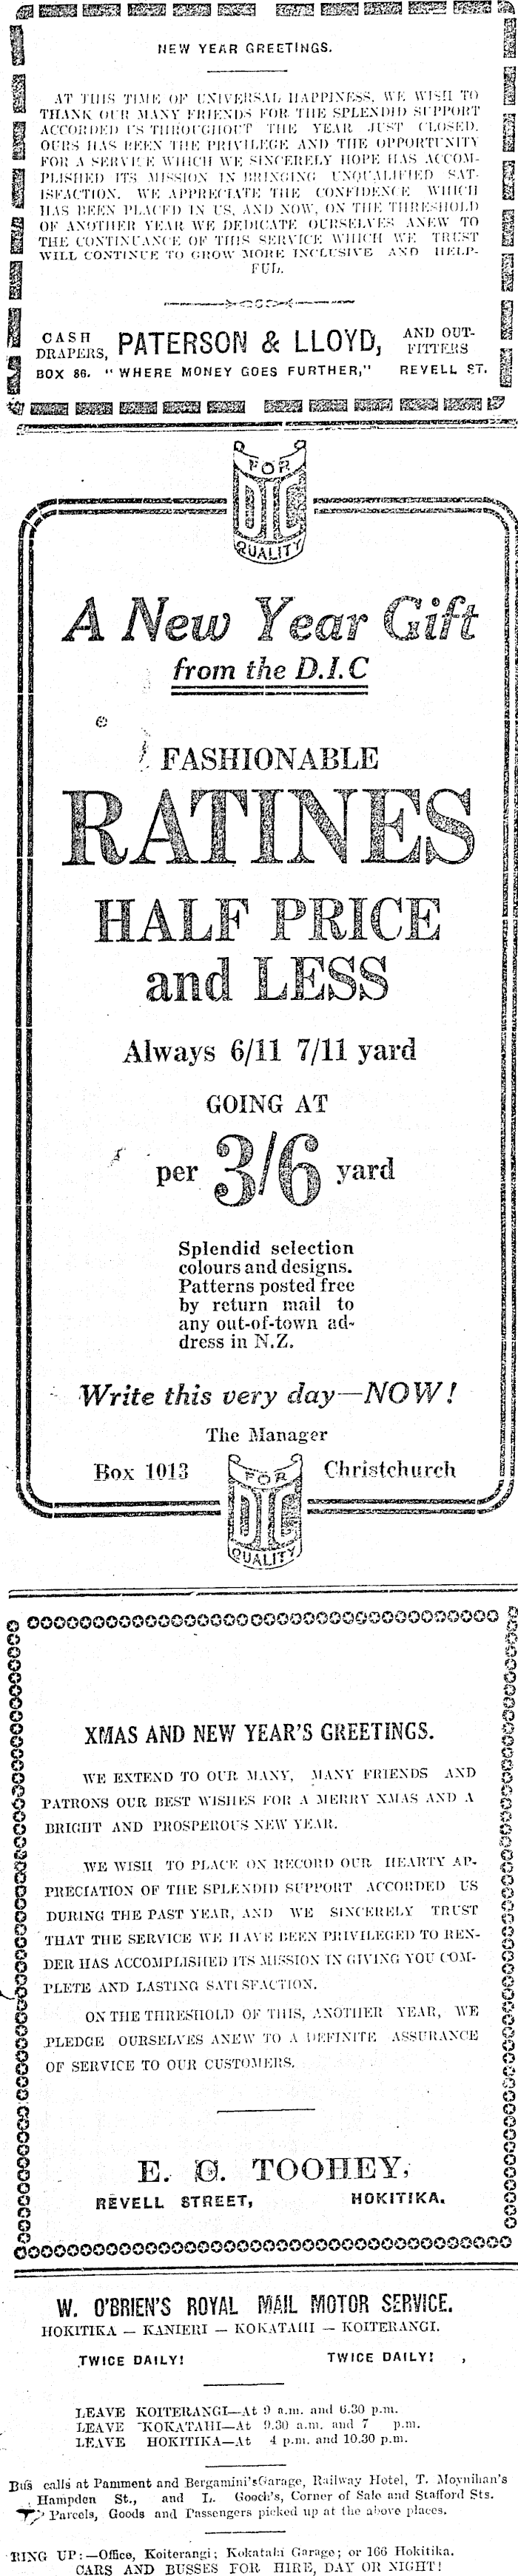 NEW YEAR GREETINGS.
AT THIS TIME OF UNIVERSAL HAPPINESS, WE WISH TO
THANK OUR MANY FRIENDS FOR THE SPLENDID SUPPORT
ACCORDED US THROUGHOUT THE YEAR JUST CLOSED.
OURS HAS BEEN THE PRIVILEGE AND THE OPPORTUNITY
FOR A SERVICE WHICH WE SINCERELY HOPE HAS ACCOM-
PLISHED ITS MISSION IN BRINGING UNQUALIFIED SAT-
ISFACTION. WE APPRECIATE THE CONFIDENCE WHICH
HAS BEEN PLACED IN US, AND NOW, ON THE THRESHOLD
OF ANOTHER YEAR WE DEDICATE OURSELVES ANEW TO
THE CONTINUANCE OF THIS SERVICE WHICH WE TRUST
WILL CONTINUE TO GROW MORE INCLUSIVE AND HELP-
FUL.
CASH DRAPERS, PATERSON & LLOYD, AND OUT-FITTERS
BOX 86. "WHERE MONEY GOES FURTHER," REVELL ST.
FOR
DIC
QUALITY
A New Year Gift
from the D.I.C
FASHIONABLE
RATINES
HALF PRICE
and LESS
Always 6/11 7/11 yard
GOING AT
per 3/6 yard
Splendid selection
colours and designs.
Patterns posted free
by return mail to
any out-of-town ad-
dress in N.Z.
Write this very day—NOW!
The Manager
Box 1013 Christchurch
FOR
DIC
QUALITY
XMAS AND NEW YEAR'S GREETINGS.
WE EXTEND TO OUR MANY, MANY FRIENDS AND
PATRONS OUR BEST WISHES FOR A MERRY XMAS AND A
BRIGHT AND PROSPEROUS NEW YEAR.
WE WISH TO PLACE ON RECORD OUR HEARTY AP-
PRECIATION OF THE SPLENDID SUPPORT ACCORDED US
DURING THE PAST YEAR, AND WE SINCERELY TRUST
THAT THE SERVICE WE HAVE BEEN PRIVILEGED TO REN-
DER HAS ACCOMPLISHED ITS MISSION IN GIVING YOU COM-
PLETE AND LASTING SATISFACTION.
ON THE THRESHOLD OF THIS, ANOTHER YEAR, WE
PLEDGE OURSELVES ANEW TO A DEFINITE ASSURANCE
OF SERVICE TO OUR CUSTOMERS.
E. G. TOOHEY,
REVELL STREET, HOKITIKA.
W. O'BRIEN'S ROYAL MAIL MOTOR SERVICE.
HOKITIKA — KANIERI — KOKATAHI — KOITERANGI.
TWICE DAILY! TWICE DAILY!
LEAVE KOITERANGI—At 9 a.m. and 6.30 p.m.
LEAVE KOKATAHI—At 9.30 a.m. and 7 p.m.
LEAVE HOKITIKA—At 4 p.m. and 10.30 p.m.
Bus calls at Pamment and Bergamini's Garage, Railway Hotel, T. Moynihan's
Hampden St., and L. Gooch's, Corner of Sale and Stafford Sts.
Parcels, Goods and Passengers picked up at the above places.
RING UP:—Office, Koiterangi; Kokatahi Garage; or 166 Hokitika.
CARS AND BUSSES FOR HIRE, DAY OR NIGHT!